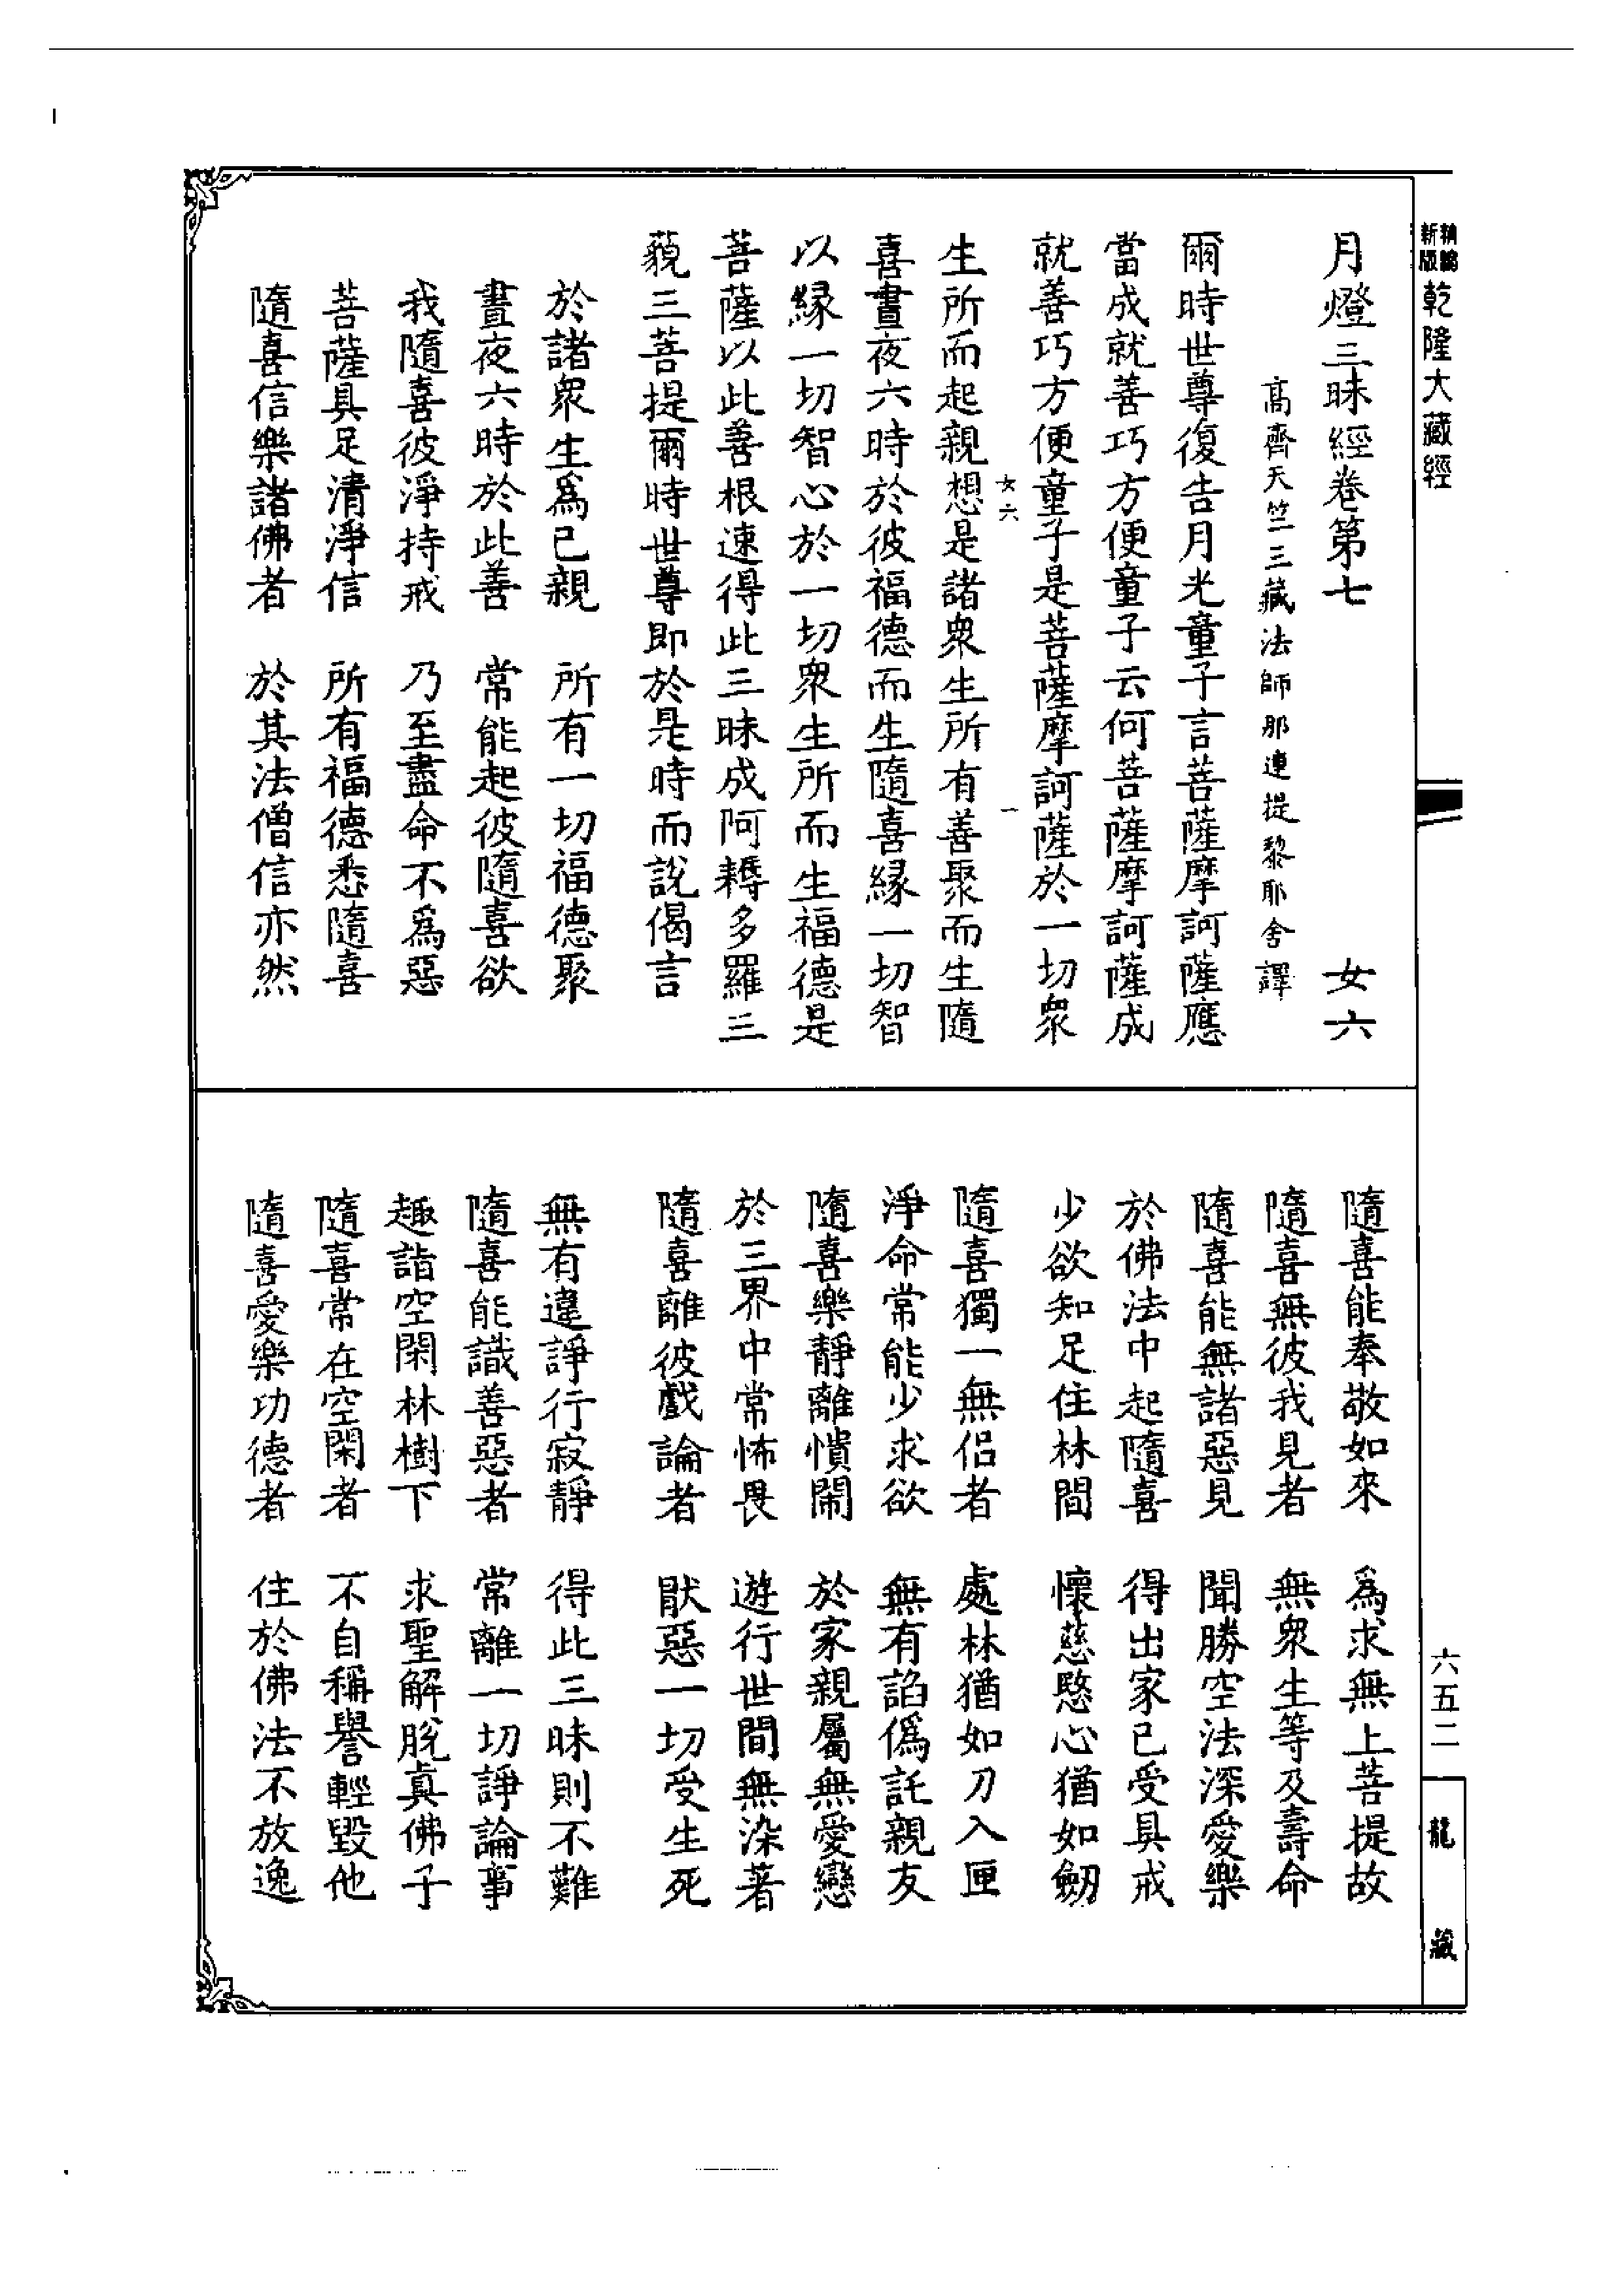 新版
精編
乾隆大藏經
月燈三昧經卷第七　女六
高齊天竺三藏法師那連提黎耶舍譯
爾時世尊復告月光童子言菩薩摩訶薩應
當成就善巧方便童子云何菩薩摩訶薩成
就善巧方便童子是菩薩摩訶薩於一切衆
女六　一
生所而起親想是諸衆生所有善聚而生隨
喜晝夜六時於彼福德而生隨喜緣一切智
以緣一切智心於一切衆生所而生福德是
菩薩以此善根速得此三昧成阿耨多羅三
藐三菩提爾時世尊即於是時而說偈言
於諸衆生爲已親　所有一切福德聚
晝夜六時於此善　常能起彼隨喜欲
我隨喜彼淨持戒　乃至盡命不爲惡
菩薩具足清淨信　所有福德悉隨喜
隨喜信樂諸佛者　於其法僧信亦然
隨喜能奉敬如來　爲求無上菩提故
隨喜無彼我見者　無衆生等及壽命
隨喜能無諸惡見　聞勝空法深愛樂
於佛法中起隨喜　得出家已受具戒
少欲知足住林間　懷慈愍心猶如劒
隨喜獨一無侶者　處林猶如刀入匣
淨命常能少求欲　無有諂僞託親友
隨喜樂靜離憒閙　於家親屬無愛戀
於三界中常怖畏　遊行世間無染著
隨喜離彼戲論者　猒惡一切受生死
無有違諍行寂靜　得此三昧則不難
隨喜能識善惡者　常離一切諍論事
趣詣空閑林樹下　求聖解脫眞佛子
隨喜常在空閑者　不自稱譽輕毀他
隨喜愛樂功德者　住於佛法不放逸
六五二
龍藏